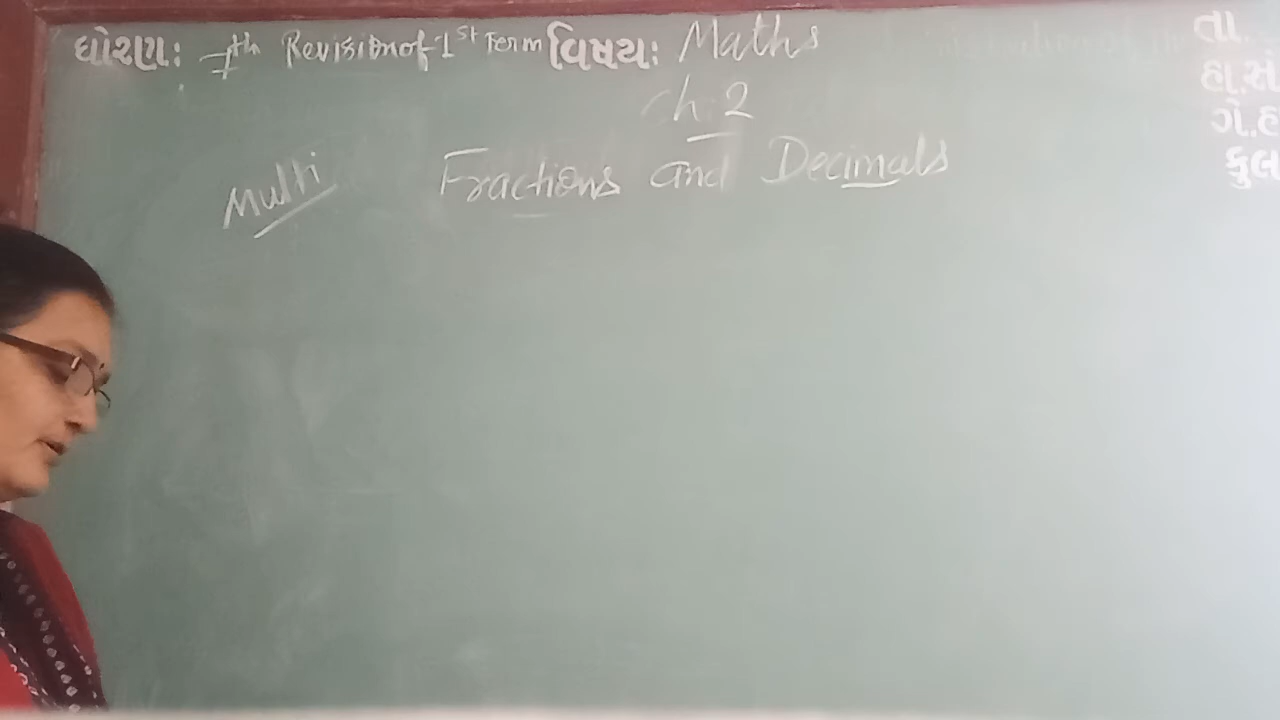 ધોરણ: 7th Revision of 1st Term વિષય: Maths
તા.
હા.સં
ગે.હ
કુલ
ch. 2
Multi
Fractions and Decimals